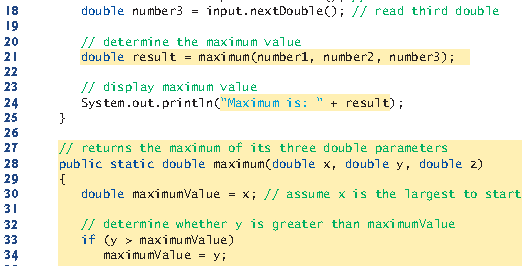 18 double number3 = input.nextDouble(); // read third double
19
20 // determine the maximum value
21 double result = maximum(number1, number2, number3);
22
23 // display maximum value
24 System.out.println("Maximum is: " + result);
25 }
26
27 // returns the maximum of its three double parameters
28 public static double maximum(double x, double y, double z)
29 {
30 double maximumValue = x; // assume x is the largest to start
31
32 // determine whether y is greater than maximumValue
33 if (y > maximumValue)
34 maximumValue = y;